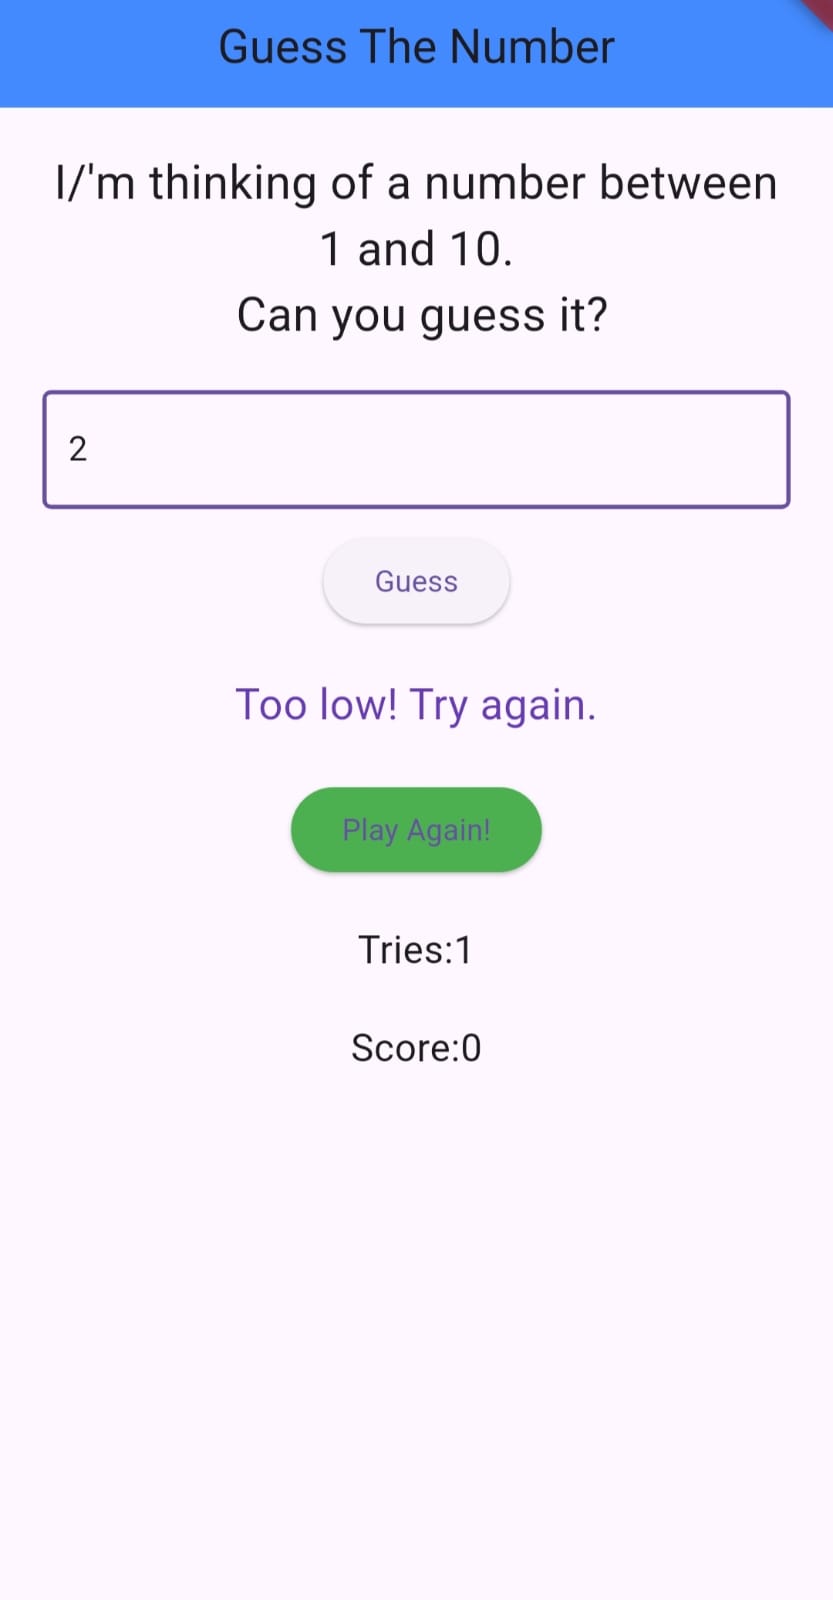 Guess The Number
I/'m thinking of a number between
1 and 10.
Can you guess it?
2
Guess
Too low! Try again.
Play Again!
Tries:1
Score:0